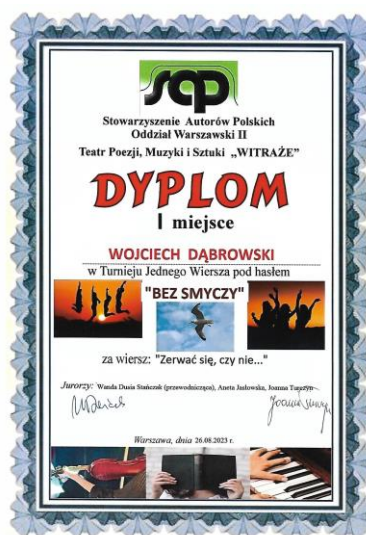 sap
Stowarzyszenie Autorów Polskich
Oddział Warszawski II
Teatr Poezji, Muzyki i Sztuki „WITRAŻE”
DYPLOM
I miejsce
WOJCIECH DĄBROWSKI
w Turnieju Jednego Wiersza pod hasłem
"BEZ SMYCZY"
za wiersz: "Zerwać się, czy nie..."
Jurorzy: Wanda Dusia Stańczak (przewodnicząca), Aneta Jadowska, Joanna
Warszawa, dnia 26.08.2023 r.